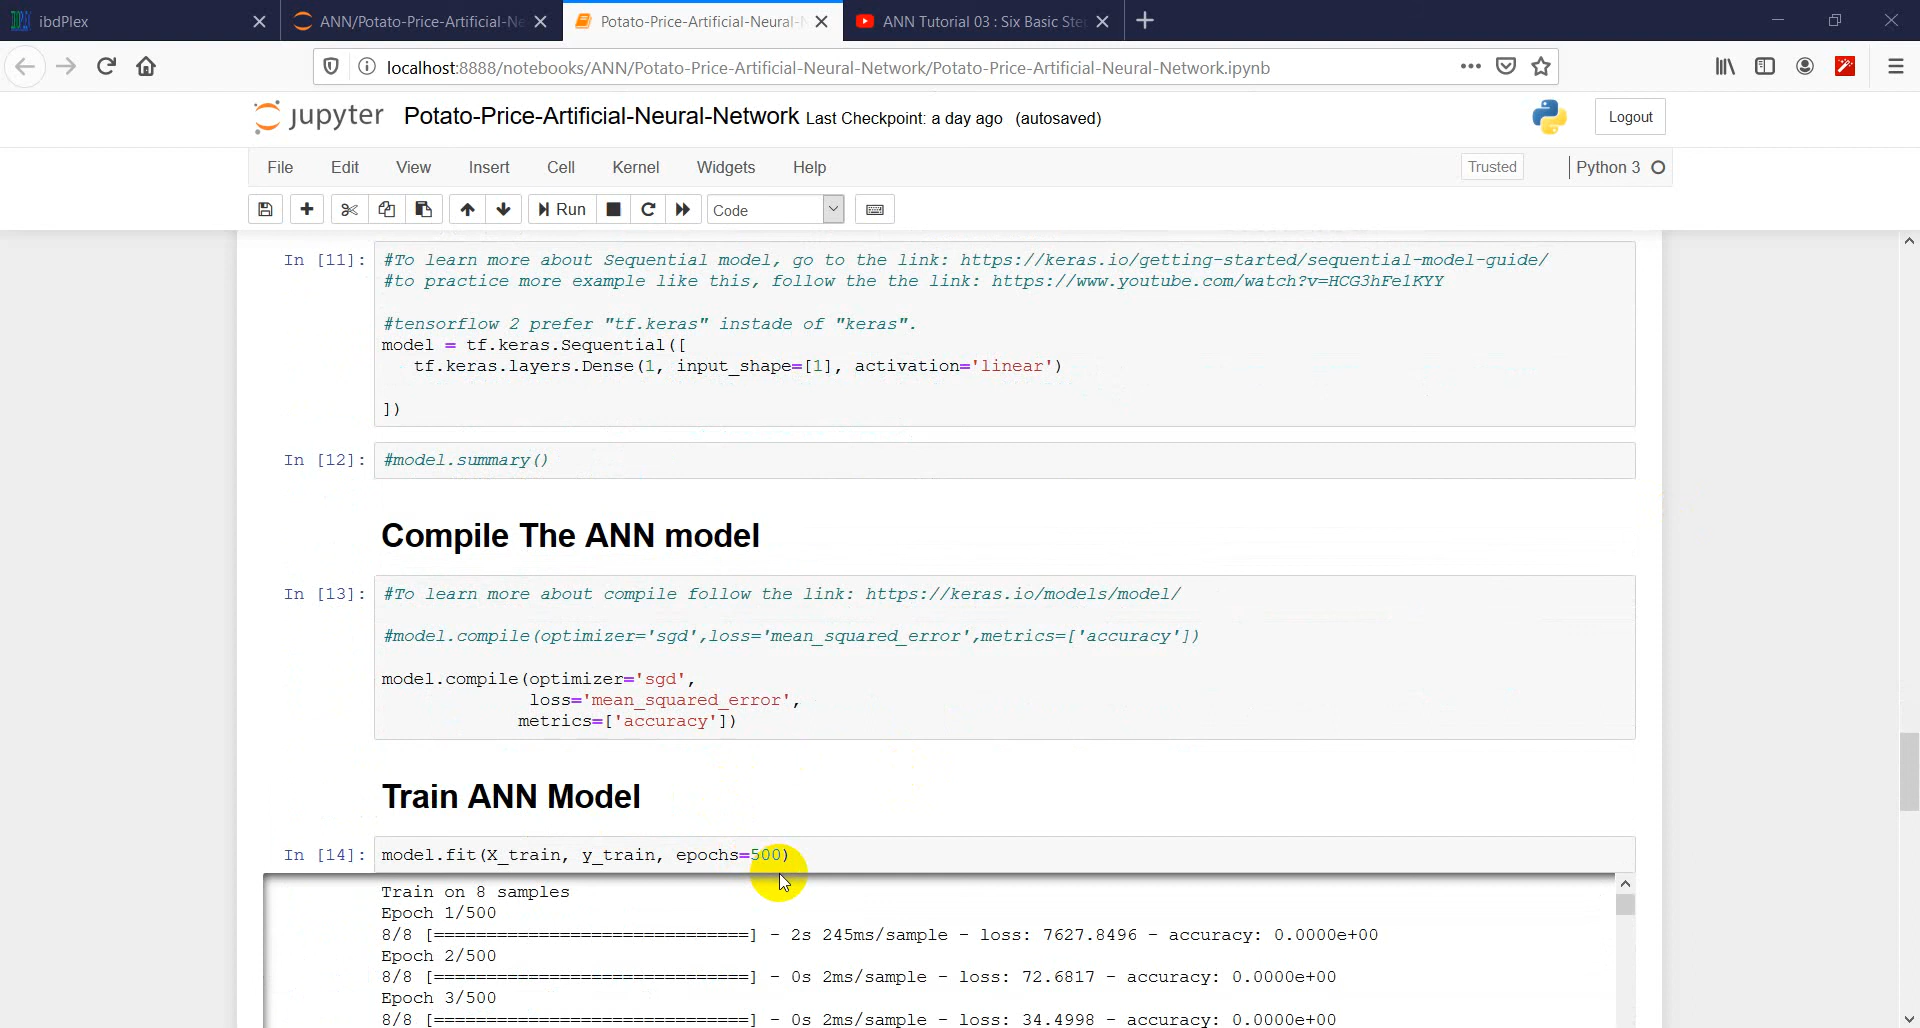 ibdPlex
ANN/Potato-Price-Artificial-Ne
Potato-Price-Artificial-Neural-N
ANN Tutorial 03 : Six Basic Ste
localhost:8888/notebooks/ANN/Potato-Price-Artificial-Neural-Network/Potato-Price-Artificial-Neural-Network.ipynb
jupyter Potato-Price-Artificial-Neural-Network Last Checkpoint: a day ago (autosaved)
Logout
File Edit View Insert Cell Kernel Widgets Help
Trusted
Python 3
Run
Code
In [11]:
#To learn more about Sequential model, go to the link: https://keras.io/getting-started/sequential-model-guide/
#to practice more example like this, follow the the link: https://www.youtube.com/watch?v=HCG3hFe1KYY
#tensorflow 2 prefer "tf.keras" instade of "keras".
model = tf.keras.Sequential([
tf.keras.layers.Dense(1, input_shape=[1], activation='linear')
])
In [12]:
#model.summary()
Compile The ANN model
In [13]:
#To learn more about compile follow the link: https://keras.io/models/model/
#model.compile(optimizer='sgd',loss='mean_squared_error',metrics=['accuracy'])
model.compile(optimizer='sgd',
loss='mean_squared_error',
metrics=['accuracy'])
Train ANN Model
In [14]:
model.fit(X_train, y_train, epochs=500)
Train on 8 samples
Epoch 1/500
8/8 [==============================] - 2s 245ms/sample - loss: 7627.8496 - accuracy: 0.0000e+00
Epoch 2/500
8/8 [==============================] - 0s 2ms/sample - loss: 72.6817 - accuracy: 0.0000e+00
Epoch 3/500
8/8 [==============================] - 0s 2ms/sample - loss: 34.4998 - accuracy: 0.0000e+00